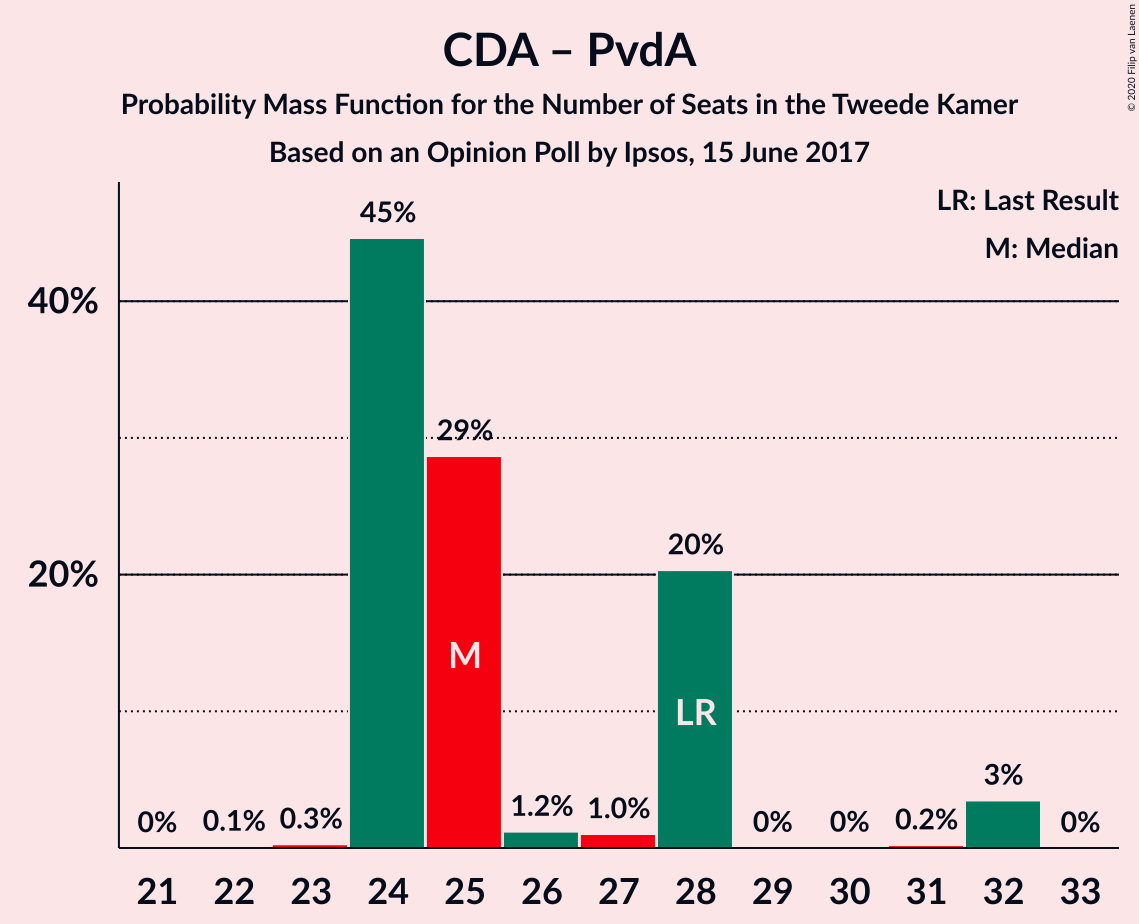 CDA – PvdA
Probability Mass Function for the Number of Seats in the Tweede Kamer
Based on an Opinion Poll by Ipsos, 15 June 2017
© 2020 Filip van Laenen
LR: Last Result
M: Median
40%
20%
0% 0.1% 0.3% 45% 29% 1.2% 1.0% 20% 0% 0% 0.2% 3% 0%
M
LR
21 22 23 24 25 26 27 28 29 30 31 32 33